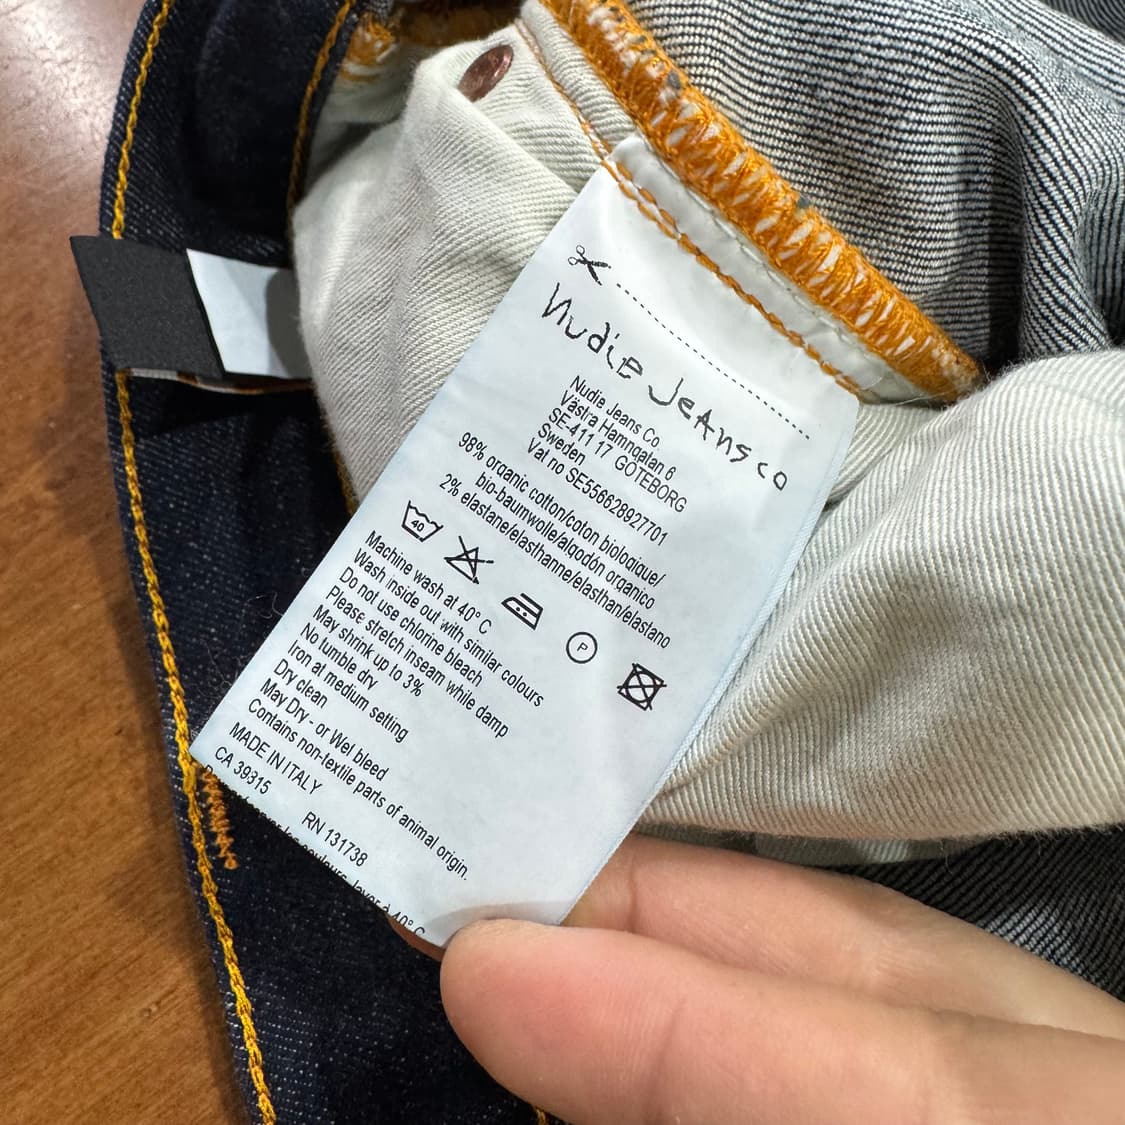 Nudie Jeans co
Nudie Jeans Co.
Västra Hamngatan 6
SE-411 17 GÖTEBORG
Sweden
Vat no SE556628927701
98% organic cotton/coton biologique/
bio-baumwolle/algodón organico
2% elastane/elasthanne/elasthan/elastano
40
P
Machine wash at 40° C
Wash inside out with similar colours
Do not use chlorine bleach
Please stretch inseam while damp
May shrink up to 3%
No tumble dry
Iron at medium setting
Dry clean
May Dry - or Wet bleed
Contains non-textile parts of animal origin.
MADE IN ITALY
CA 39315 RN 131738
les couleurs, laver à 40° C